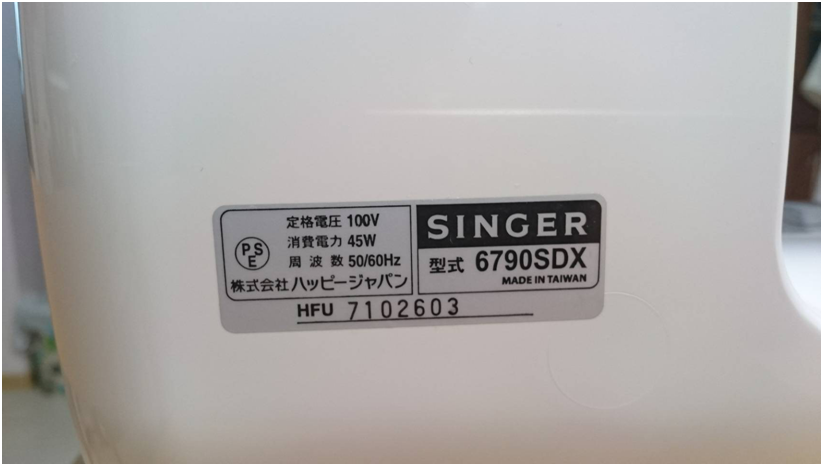 定格電圧 100V
消費電力 45W
周波数 50/60Hz
PSE
株式会社ハッピージャパン
SINGER
型式 6790SDX
MADE IN TAIWAN
HFU 7102603